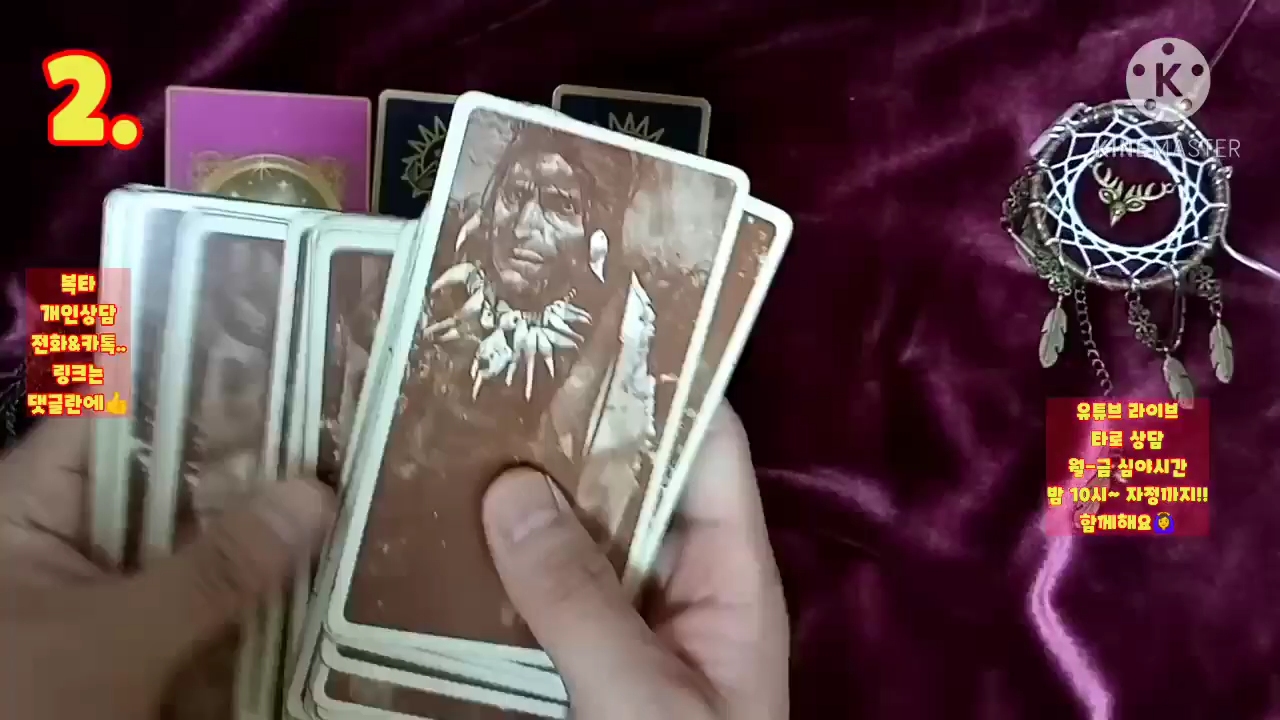 2.
K
KINEMASTER
복타
개인상담
전화&카톡..
링크는
댓글란에👍
유튜브 라이브
타로 상담
월-금 심야시간
밤 10시~ 자정까지!!
함께해요🙆‍♀️